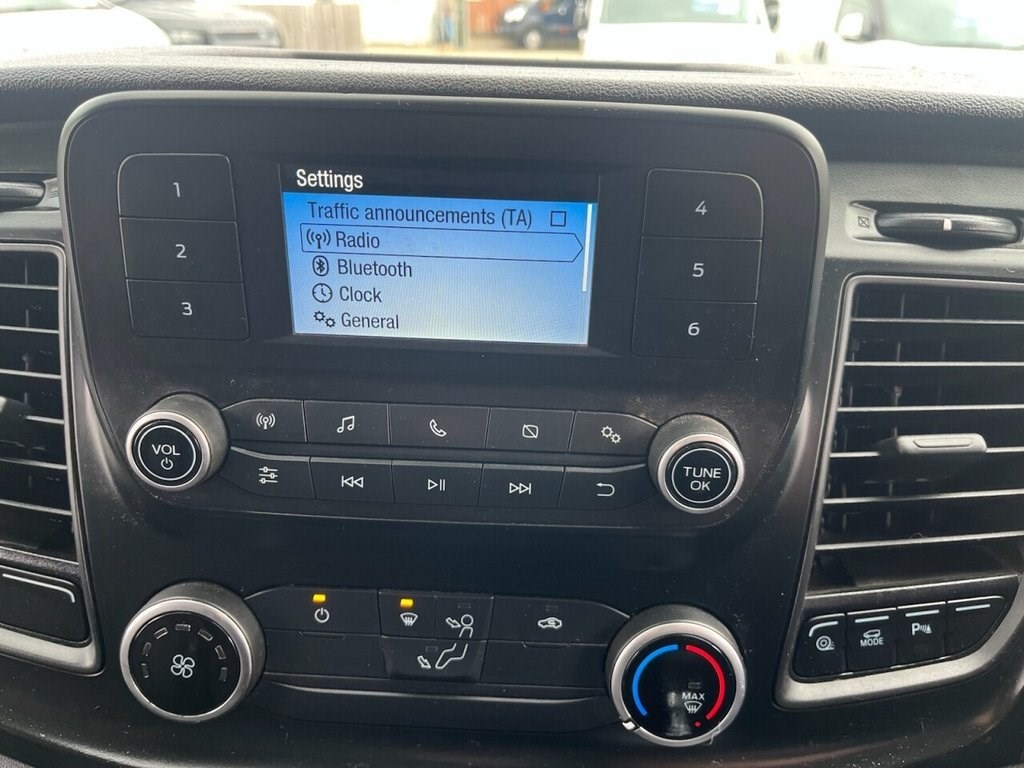 Settings
Traffic announcements (TA)
Radio
Bluetooth
Clock
General
1
2
3
4
5
6
VOL
TUNE
OK
MAX
MODE
P